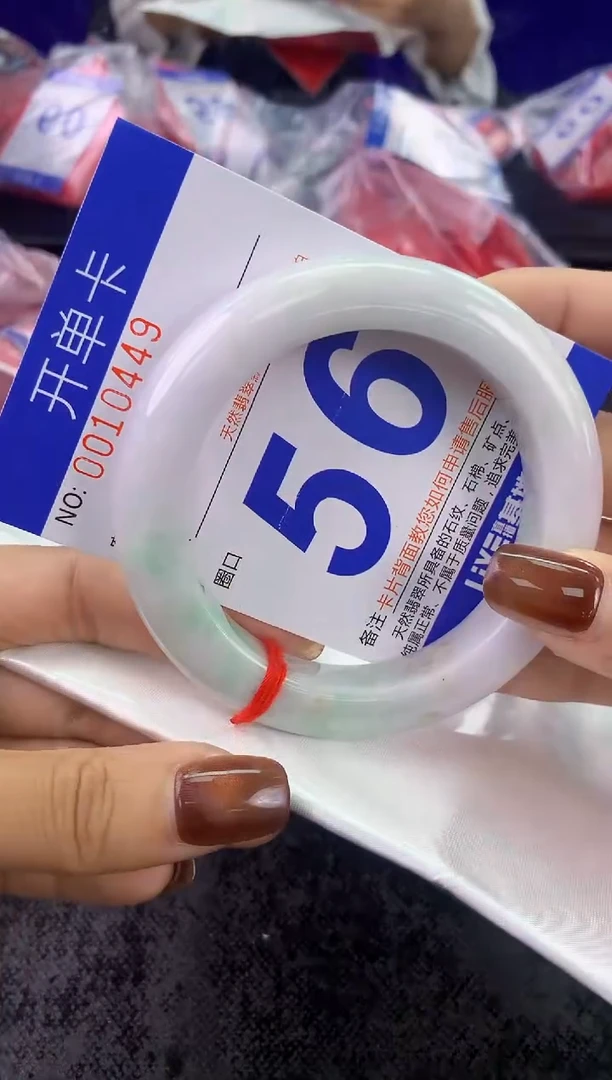 开单卡
NO: 0010449
天然翡翠
56
圈口
备注 卡片背面教您如何申请售后服
天然翡翠所具备的石纹、石棉、矿点、
纯属正常、不属于质量问题,追求完美
LIVE